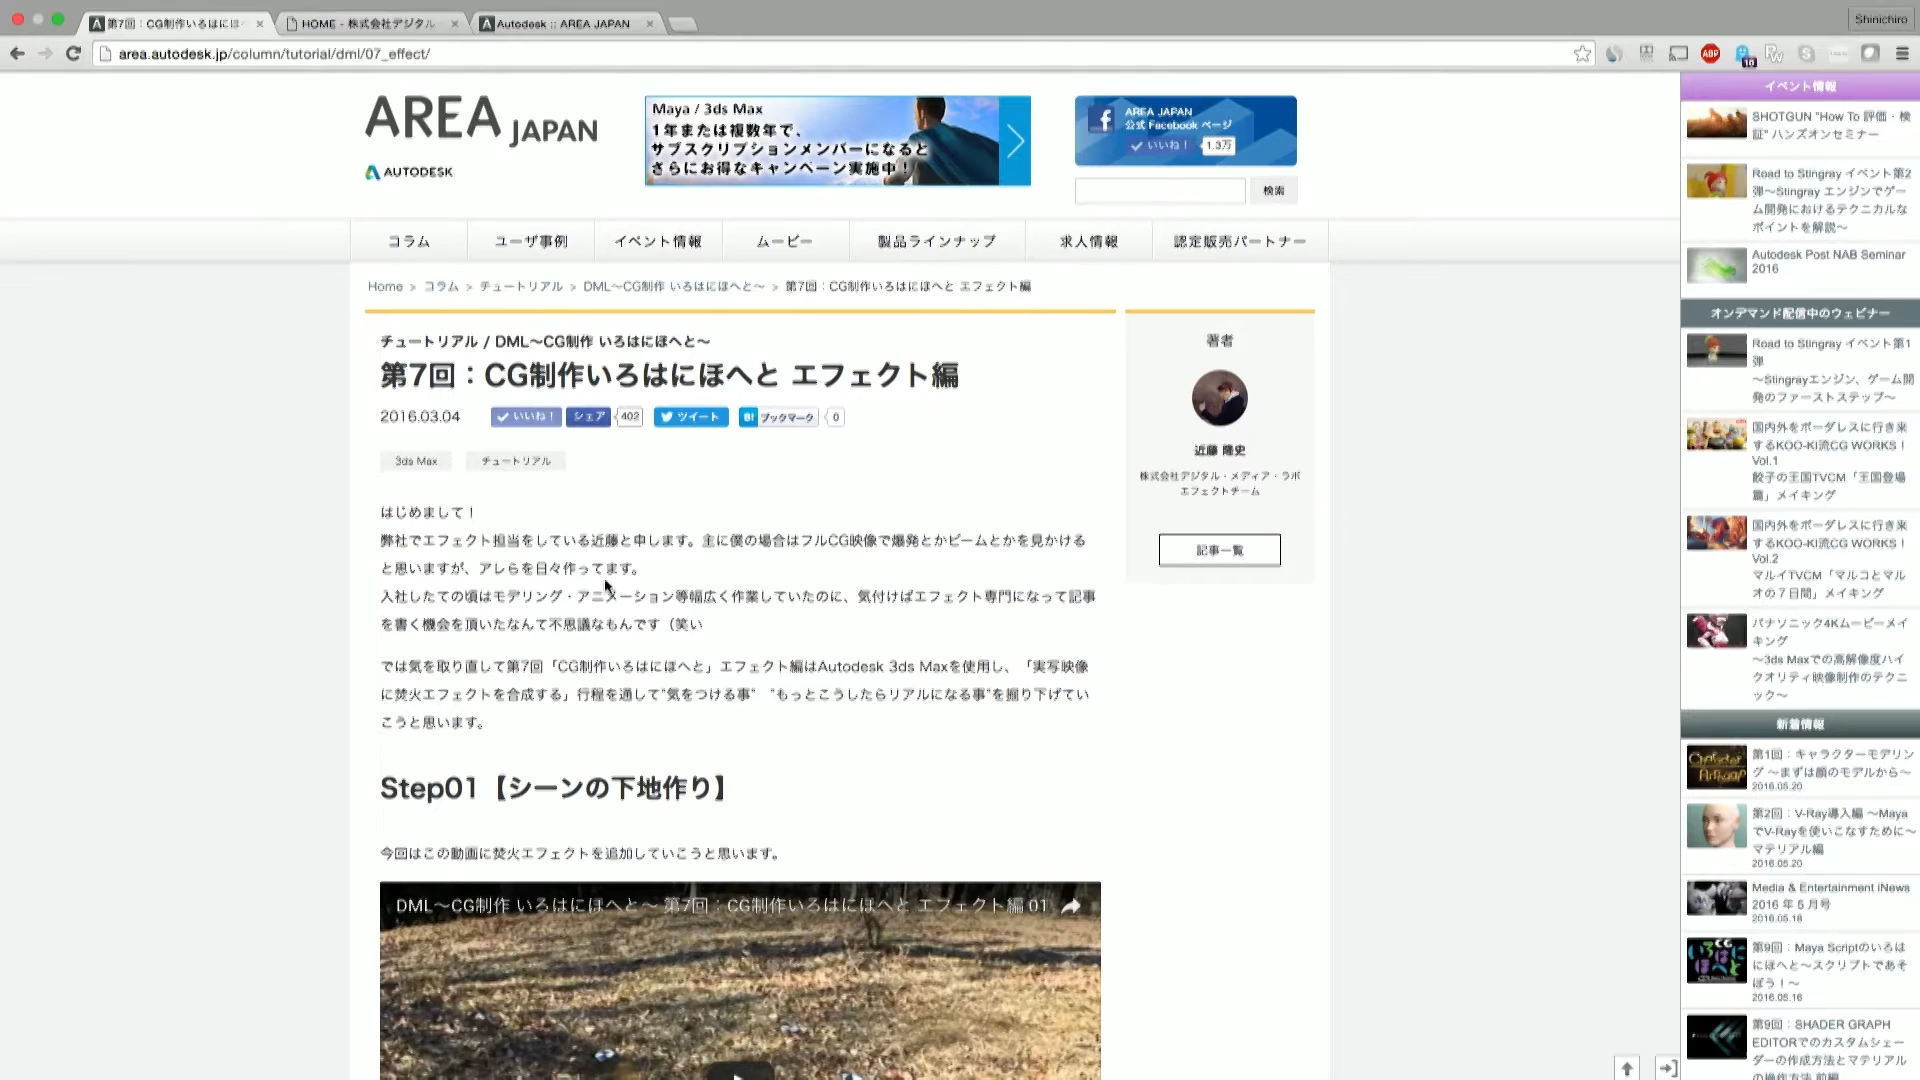 第7回：CG制作いろはにほへ
HOME - 株式会社デジタル
Autodesk :: AREA JAPAN
Shinichiro
area.autodesk.jp/column/tutorial/dml/07_effect/
ABP
10
AREA JAPAN
AUTODESK
Maya / 3ds Max
1年または複数年で、
サブスクリプションメンバーになると
さらにお得なキャンペーン実施中！
AREA JAPAN
公式 Facebook ページ
いいね！ 1.3万
検索
コラム
ユーザ事例
イベント情報
ムービー
製品ラインナップ
求人情報
認定販売パートナー
Home > コラム > チュートリアル > DML～CG制作 いろはにほへと～ > 第7回：CG制作いろはにほへと エフェクト編
チュートリアル / DML～CG制作 いろはにほへと～
第7回：CG制作いろはにほへと エフェクト編
2016.03.04 いいね！ シェア 402 ツイート B! ブックマーク 0
3ds Max チュートリアル
はじめまして！
弊社でエフェクト担当をしている近藤と申します。主に僕の場合はフルCG映像で爆発とかビームとかを見かける
と思いますが、アレらを日々作ってます。
入社したての頃はモデリング・アニメーション等幅広く作業していたのに、気付けばエフェクト専門になって記事
を書く機会を頂いたなんて不思議なもんです（笑い
では気を取り直して第7回「CG制作いろはにほへと」エフェクト編はAutodesk 3ds Maxを使用し、「実写映像
に焚火エフェクトを合成する」行程を通して"気をつける事" "もっとこうしたらリアルになる事"を掘り下げてい
こうと思います。
Step01【シーンの下地作り】
今回はこの動画に焚火エフェクトを追加していこうと思います。
DML～CG制作 いろはにほへと～ 第7回：CG制作いろはにほへと エフェクト編 01
著者
近藤 隆史
株式会社デジタル・メディア・ラボ
エフェクトチーム
記事一覧
イベント情報
SHOTGUN "How To 評価・検
証" ハンズオンセミナー
Road to Stingray イベント第2
弾～Stingray エンジンでゲー
ム開発におけるテクニカルな
ポイントを解説～
Autodesk Post NAB Seminar
2016
オンデマンド配信中のウェビナー
Road to Stingray イベント第1
弾
～Stingrayエンジン、ゲーム開
発のファーストステップ～
国内外をボーダレスに行き来
するKOO-KI流CG WORKS！
Vol.1
餃子の王国TVCM「王国登場
篇」メイキング
国内外をボーダレスに行き来
するKOO-KI流CG WORKS！
Vol.2
マルイTVCM「マルコとマル
オの７日間」メイキング
パナソニック4Kムービーメイ
キング
～3ds Maxでの高解像度ハイ
クオリティ映像制作のテクニ
ック～
新着情報
第1回：キャラクターモデリン
グ ～まずは顔のモデルから～
2016.05.20
第2回：V-Ray導入編 ～Maya
でV-Rayを使いこなすために～
マテリアル編
2016.05.20
Media & Entertainment iNews
2016 年 5 月号
2016.05.18
第9回：Maya Scriptのいろは
にほへと～スクリプトであそ
ぼう！～
2016.05.16
第9回：SHADER GRAPH
EDITORでのカスタムシェー
ダーの作成方法とマテリアル
の操作方法 前編